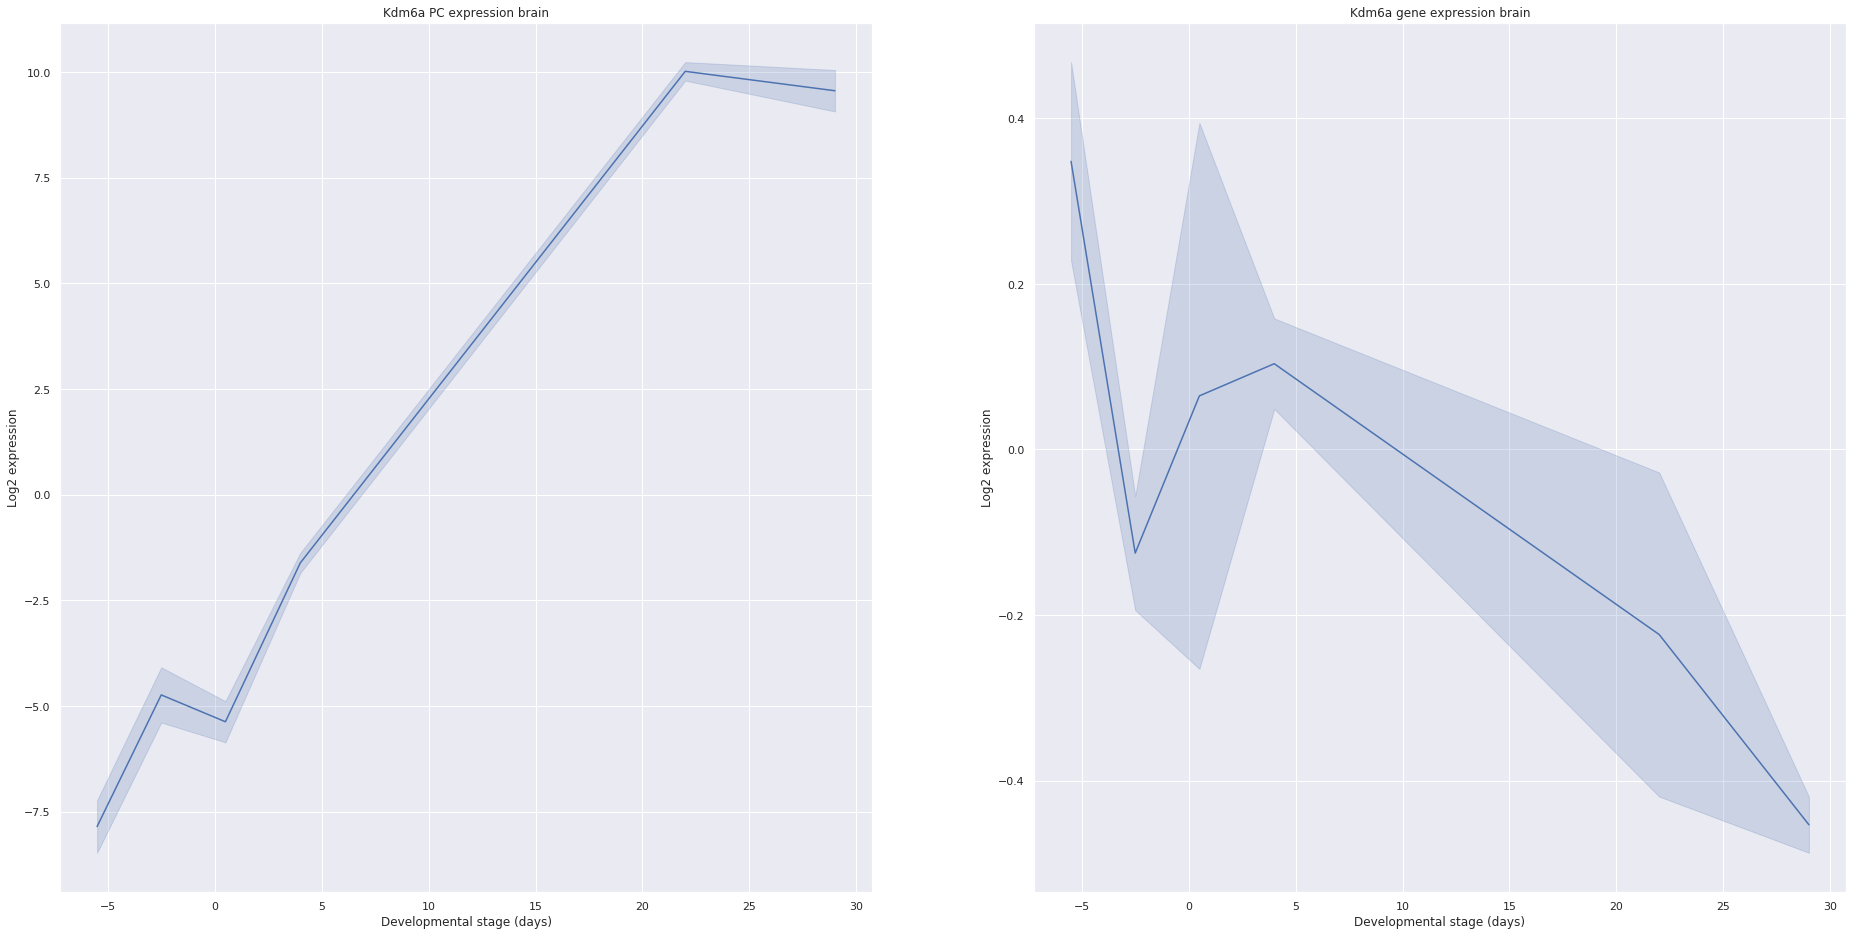 Kdm6a PC expression brain
Log2 expression
10.0
7.5
5.0
2.5
0.0
−2.5
−5.0
−7.5
−5 0 5 10 15 20 25 30
Developmental stage (days)
Kdm6a gene expression brain
Log2 expression
0.4
0.2
0.0
−0.2
−0.4
−5 0 5 10 15 20 25 30
Developmental stage (days)